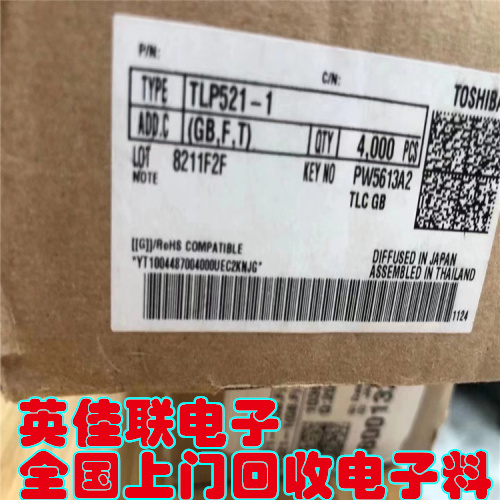 P/N:
C/N:
TOSHIBA
TYPE TLP521-1
ADD.C (GB,F,T) QTY 4,000 PCS
LOT 8211F2F KEY NO PW5613A2
NOTE TLC GB
[[G]]/RoHS COMPATIBLE
"YT1004487004000UEC2KNJG"
DIFFUSED IN JAPAN
ASSEMBLED IN THAILAND
1124
英佳联电子
全国上门回收电子料